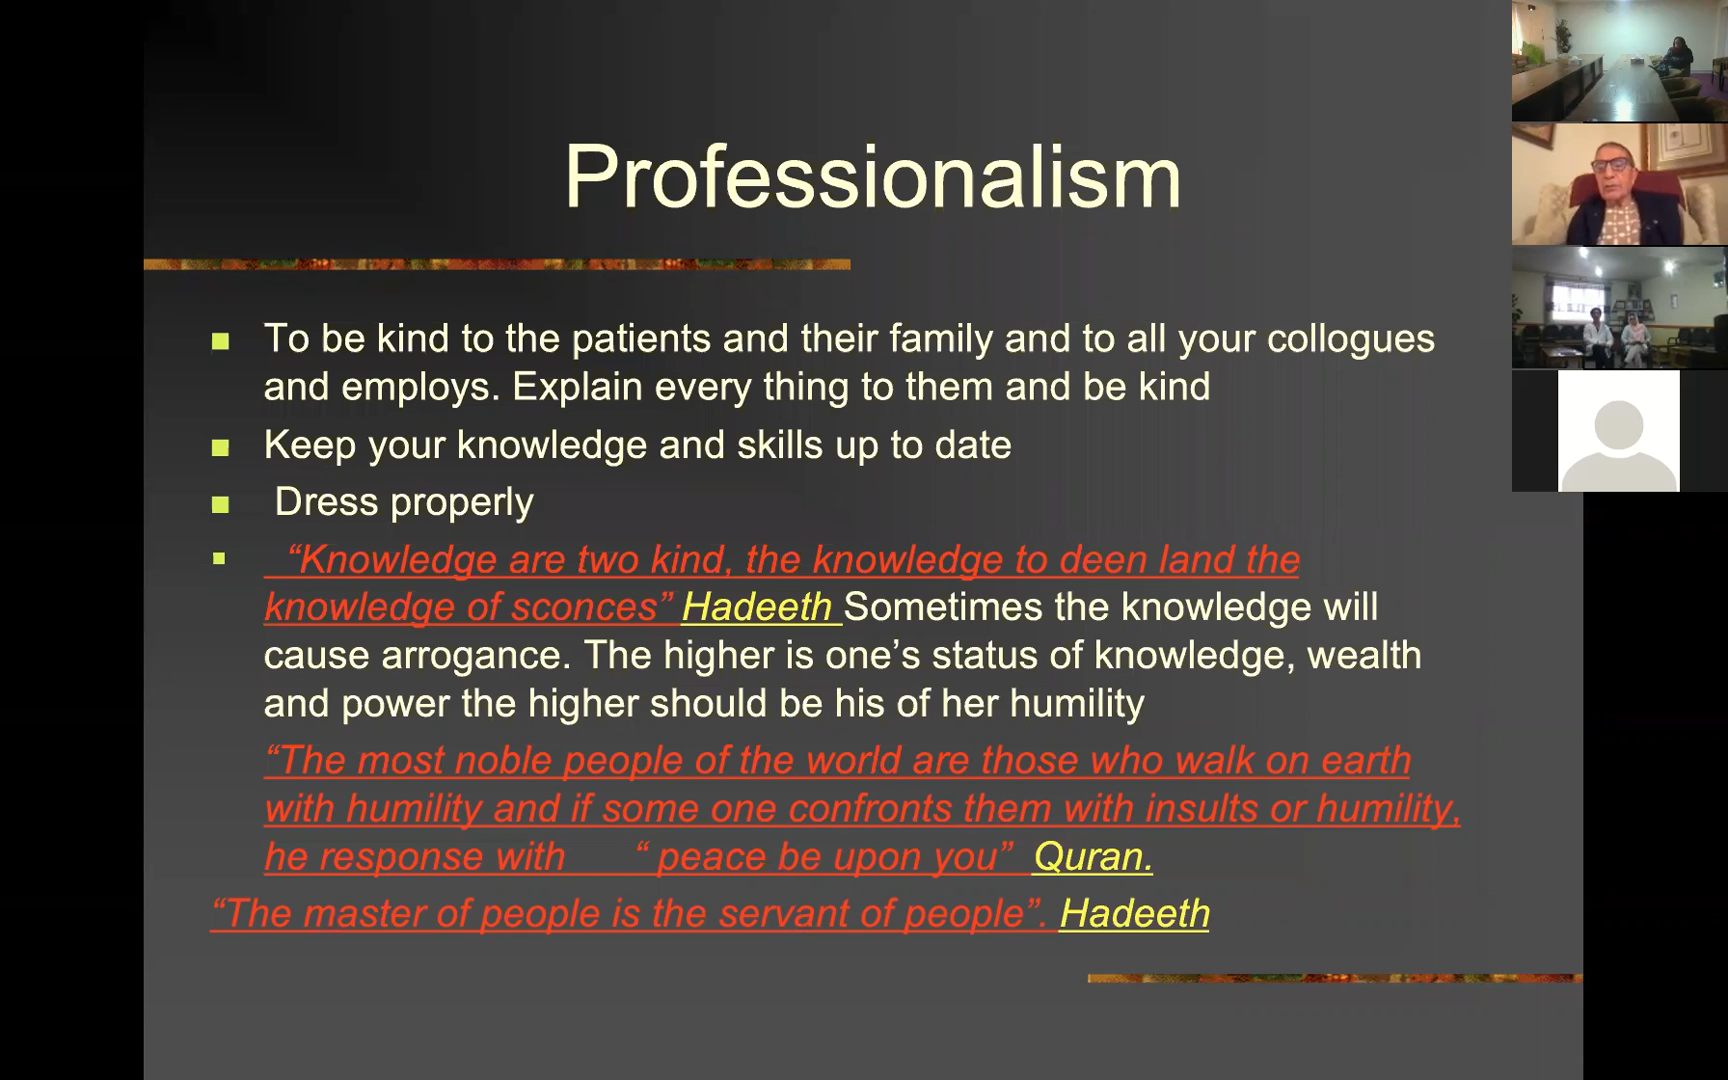 Professionalism
To be kind to the patients and their family and to all your collogues
and employs. Explain every thing to them and be kind
Keep your knowledge and skills up to date
Dress properly
“Knowledge are two kind, the knowledge to deen land the
knowledge of sconces” Hadeeth Sometimes the knowledge will
cause arrogance. The higher is one’s status of knowledge, wealth
and power the higher should be his of her humility
“The most noble people of the world are those who walk on earth
with humility and if some one confronts them with insults or humility,
he response with “ peace be upon you” Quran.
“The master of people is the servant of people”. Hadeeth